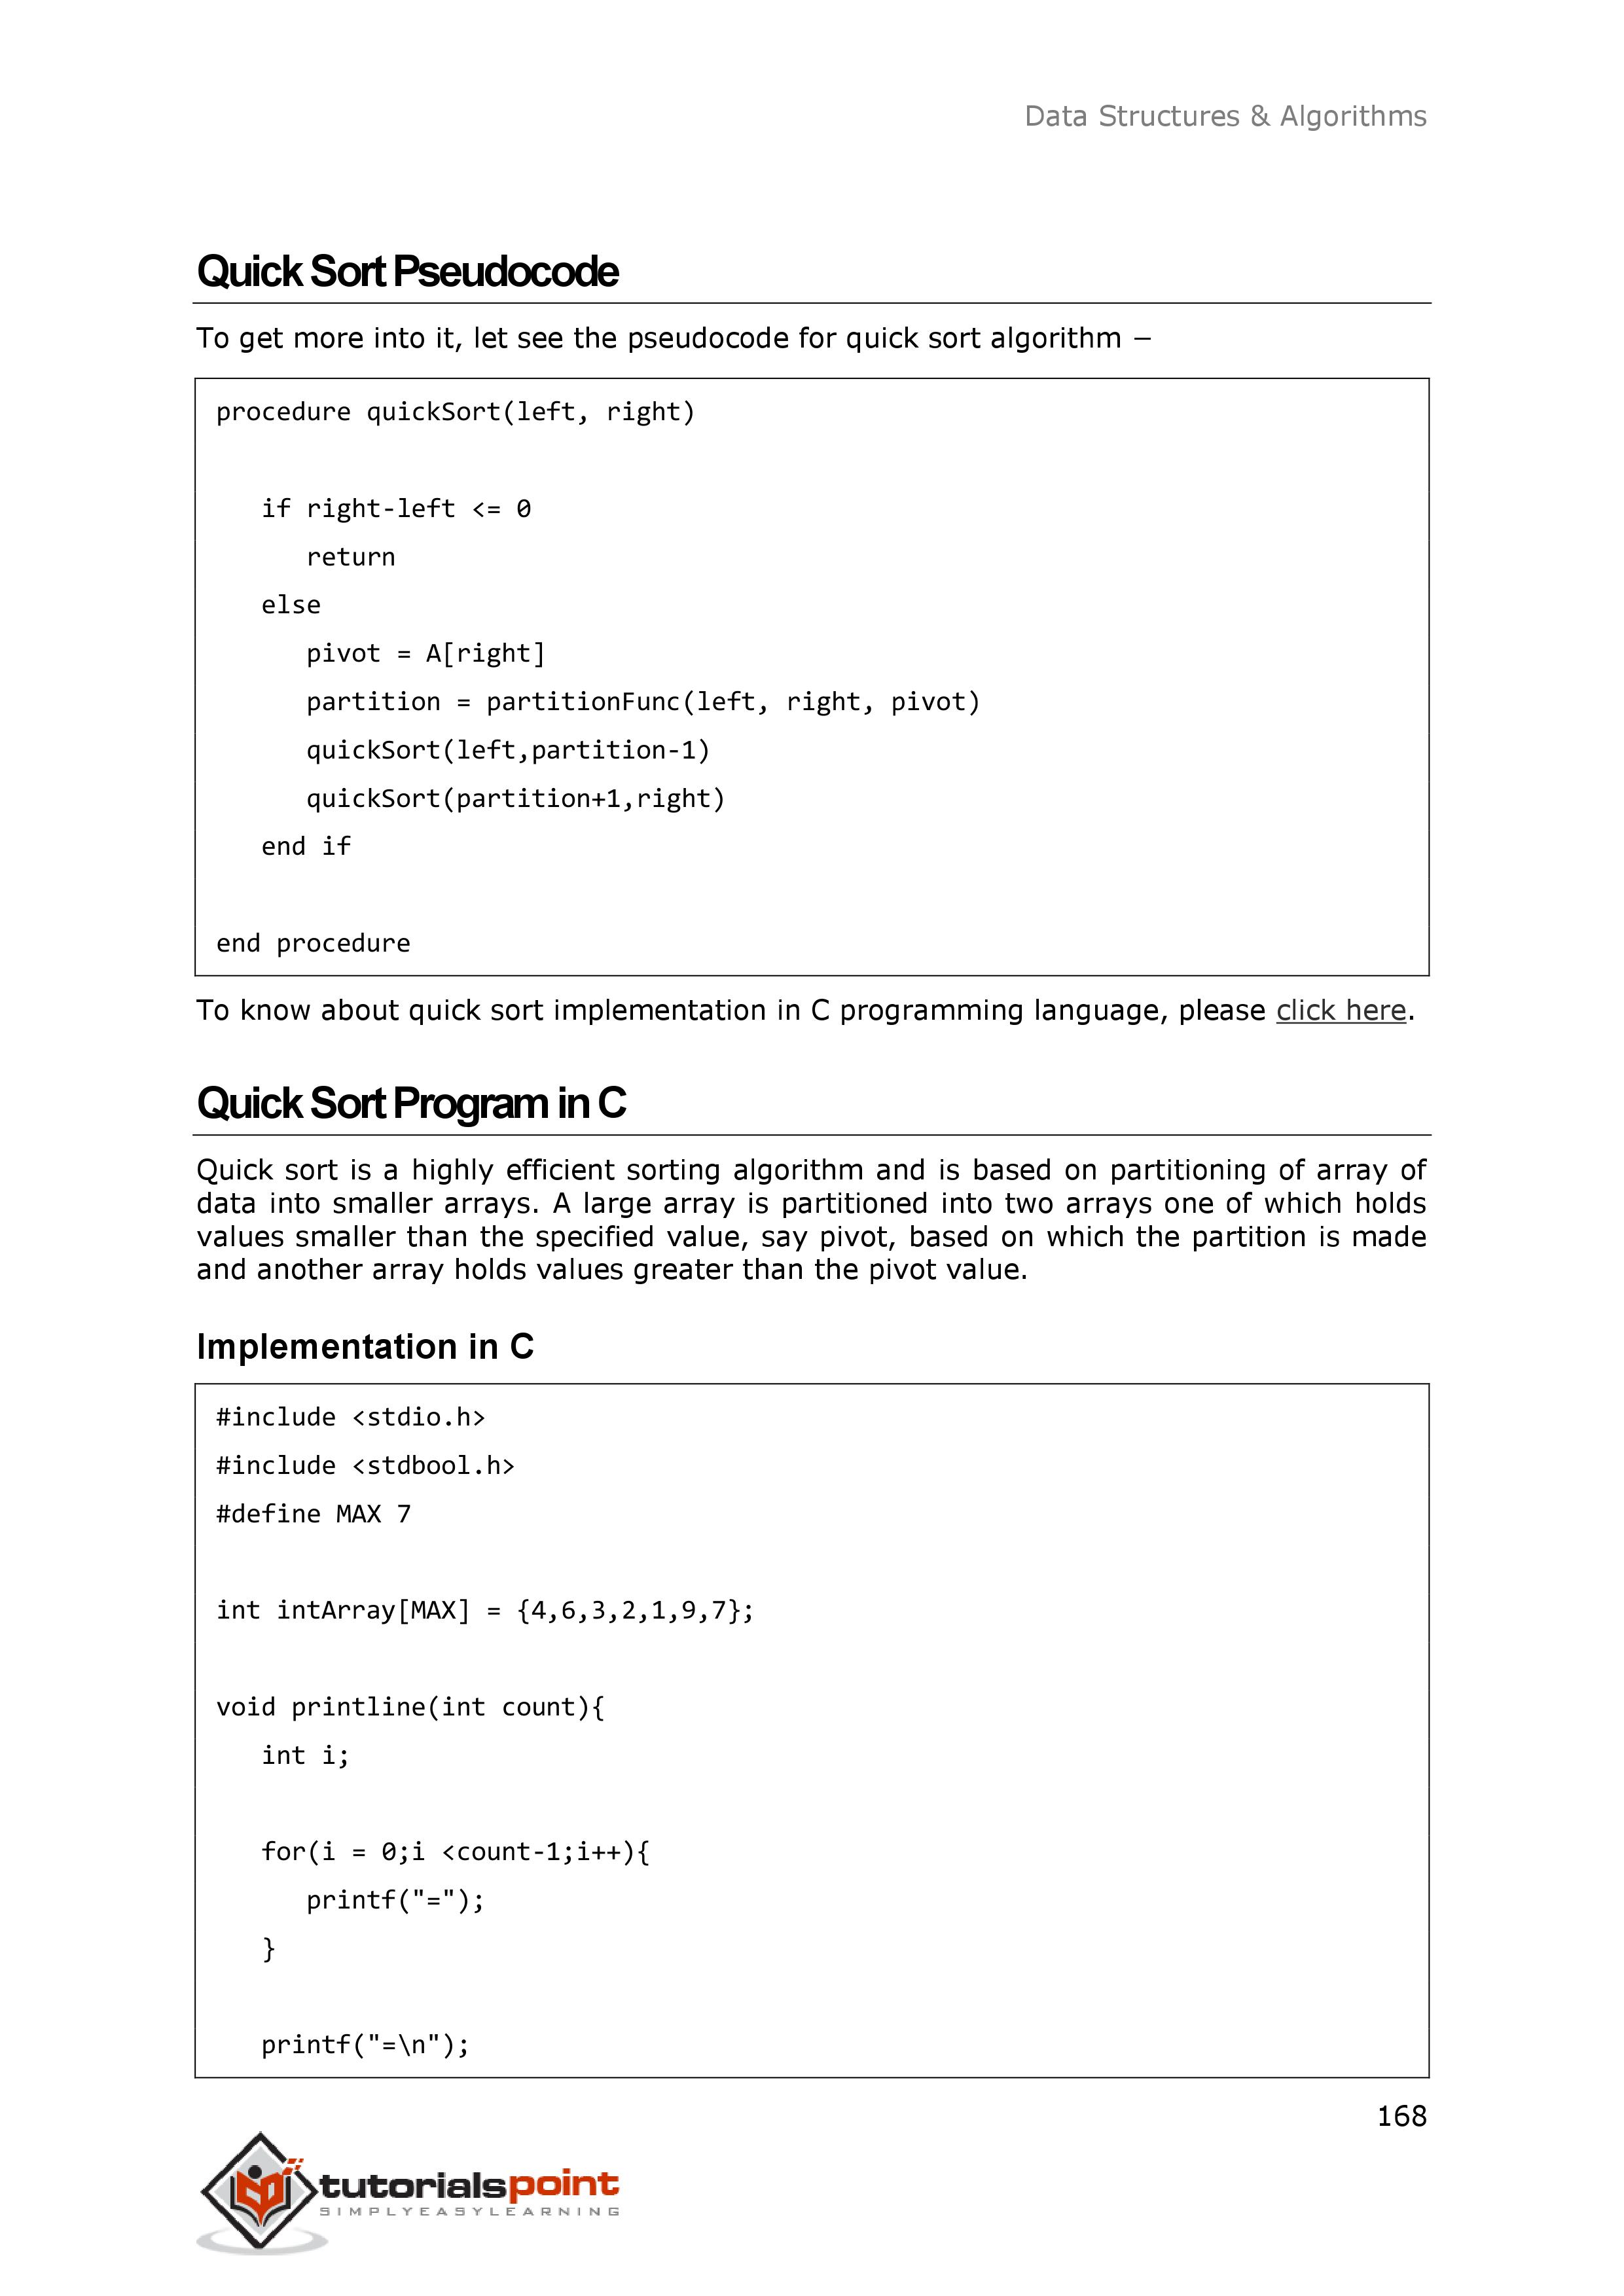 Data Structures & Algorithms
Quick Sort Pseudocode
To get more into it, let see the pseudocode for quick sort algorithm −
procedure quickSort(left, right)
if right-left <= 0
return
else
pivot = A[right]
partition = partitionFunc(left, right, pivot)
quickSort(left,partition-1)
quickSort(partition+1,right)
end if
end procedure
To know about quick sort implementation in C programming language, please click here.
Quick Sort Program in C
Quick sort is a highly efficient sorting algorithm and is based on partitioning of array of
data into smaller arrays. A large array is partitioned into two arrays one of which holds
values smaller than the specified value, say pivot, based on which the partition is made
and another array holds values greater than the pivot value.
Implementation in C
#include <stdio.h>
#include <stdbool.h>
#define MAX 7
int intArray[MAX] = {4,6,3,2,1,9,7};
void printline(int count){
int i;
for(i = 0;i <count-1;i++){
printf("=");
}
printf("=\n");
168
tutorialspoint
SIMPLYEASYLEARNING